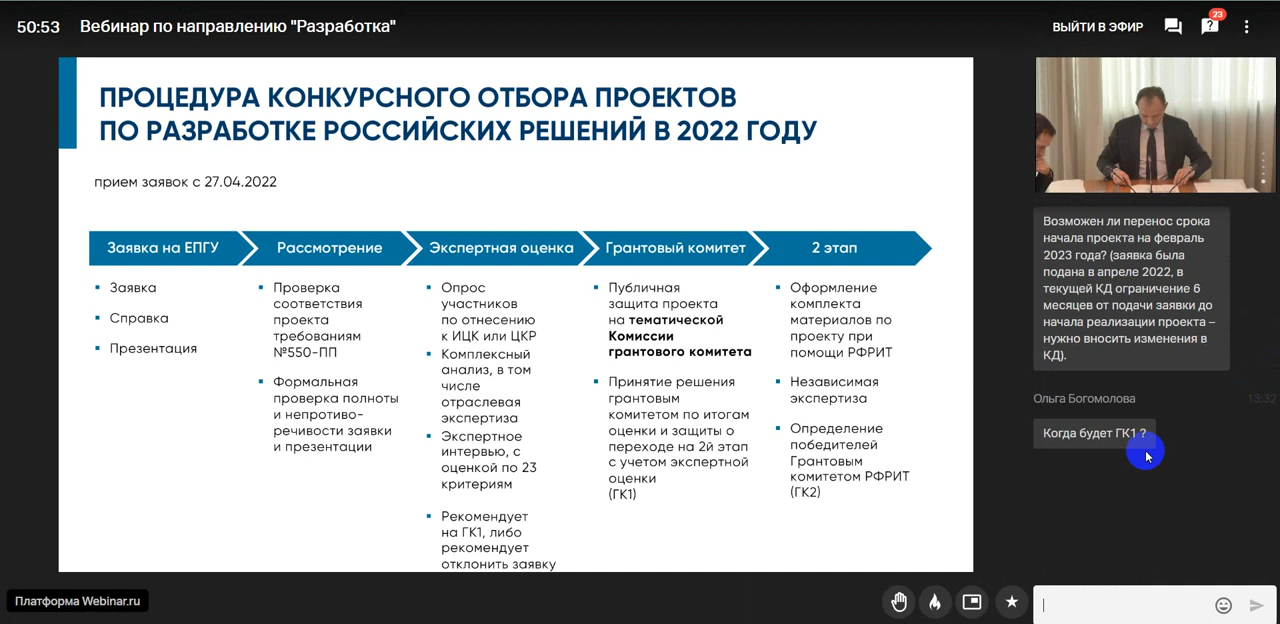 50:53 Вебинар по направлению "Разработка"
ВЫЙТИ В ЭФИР
23
ПРОЦЕДУРА КОНКУРСНОГО ОТБОРА ПРОЕКТОВ
ПО РАЗРАБОТКЕ РОССИЙСКИХ РЕШЕНИЙ В 2022 ГОДУ
прием заявок с 27.04.2022
Заявка на ЕПГУ
Заявка
Справка
Презентация
Рассмотрение
Проверка
соответствия
проекта
требованиям
№550-ПП
Формальная
проверка полноты
и непротиво-
речивости заявки
и презентации
Экспертная оценка
Опрос
участников
по отнесению
к ИЦК или ЦКР
Комплексный
анализ, в том
числе
отраслевая
экспертиза
Экспертное
интервью, с
оценкой по 23
критериям
Рекомендует
на ГК1, либо
рекомендует
отклонить заявку
Грантовый комитет
Публичная
защита проекта
на тематической
Комиссии
грантового комитета
Принятие решения
грантовым
комитетом по итогам
оценки и защиты о
переходе на 2й этап
с учетом экспертной
оценки
(ГК1)
2 этап
Оформление
комплекта
материалов по
проекту при
помощи РФРИТ
Независимая
экспертиза
Определение
победителей
Грантовым
комитетом РФРИТ
(ГК2)
Возможен ли перенос срока
начала проекта на февраль
2023 года? (заявка была
подана в апреле 2022, в
текущей КД ограничение 6
месяцев от подачи заявки до
начала реализации проекта –
нужно вносить изменения в
КД).
Ольга Богомолова 13:32
Когда будет ГК1 ?
Платформа Webinar.ru